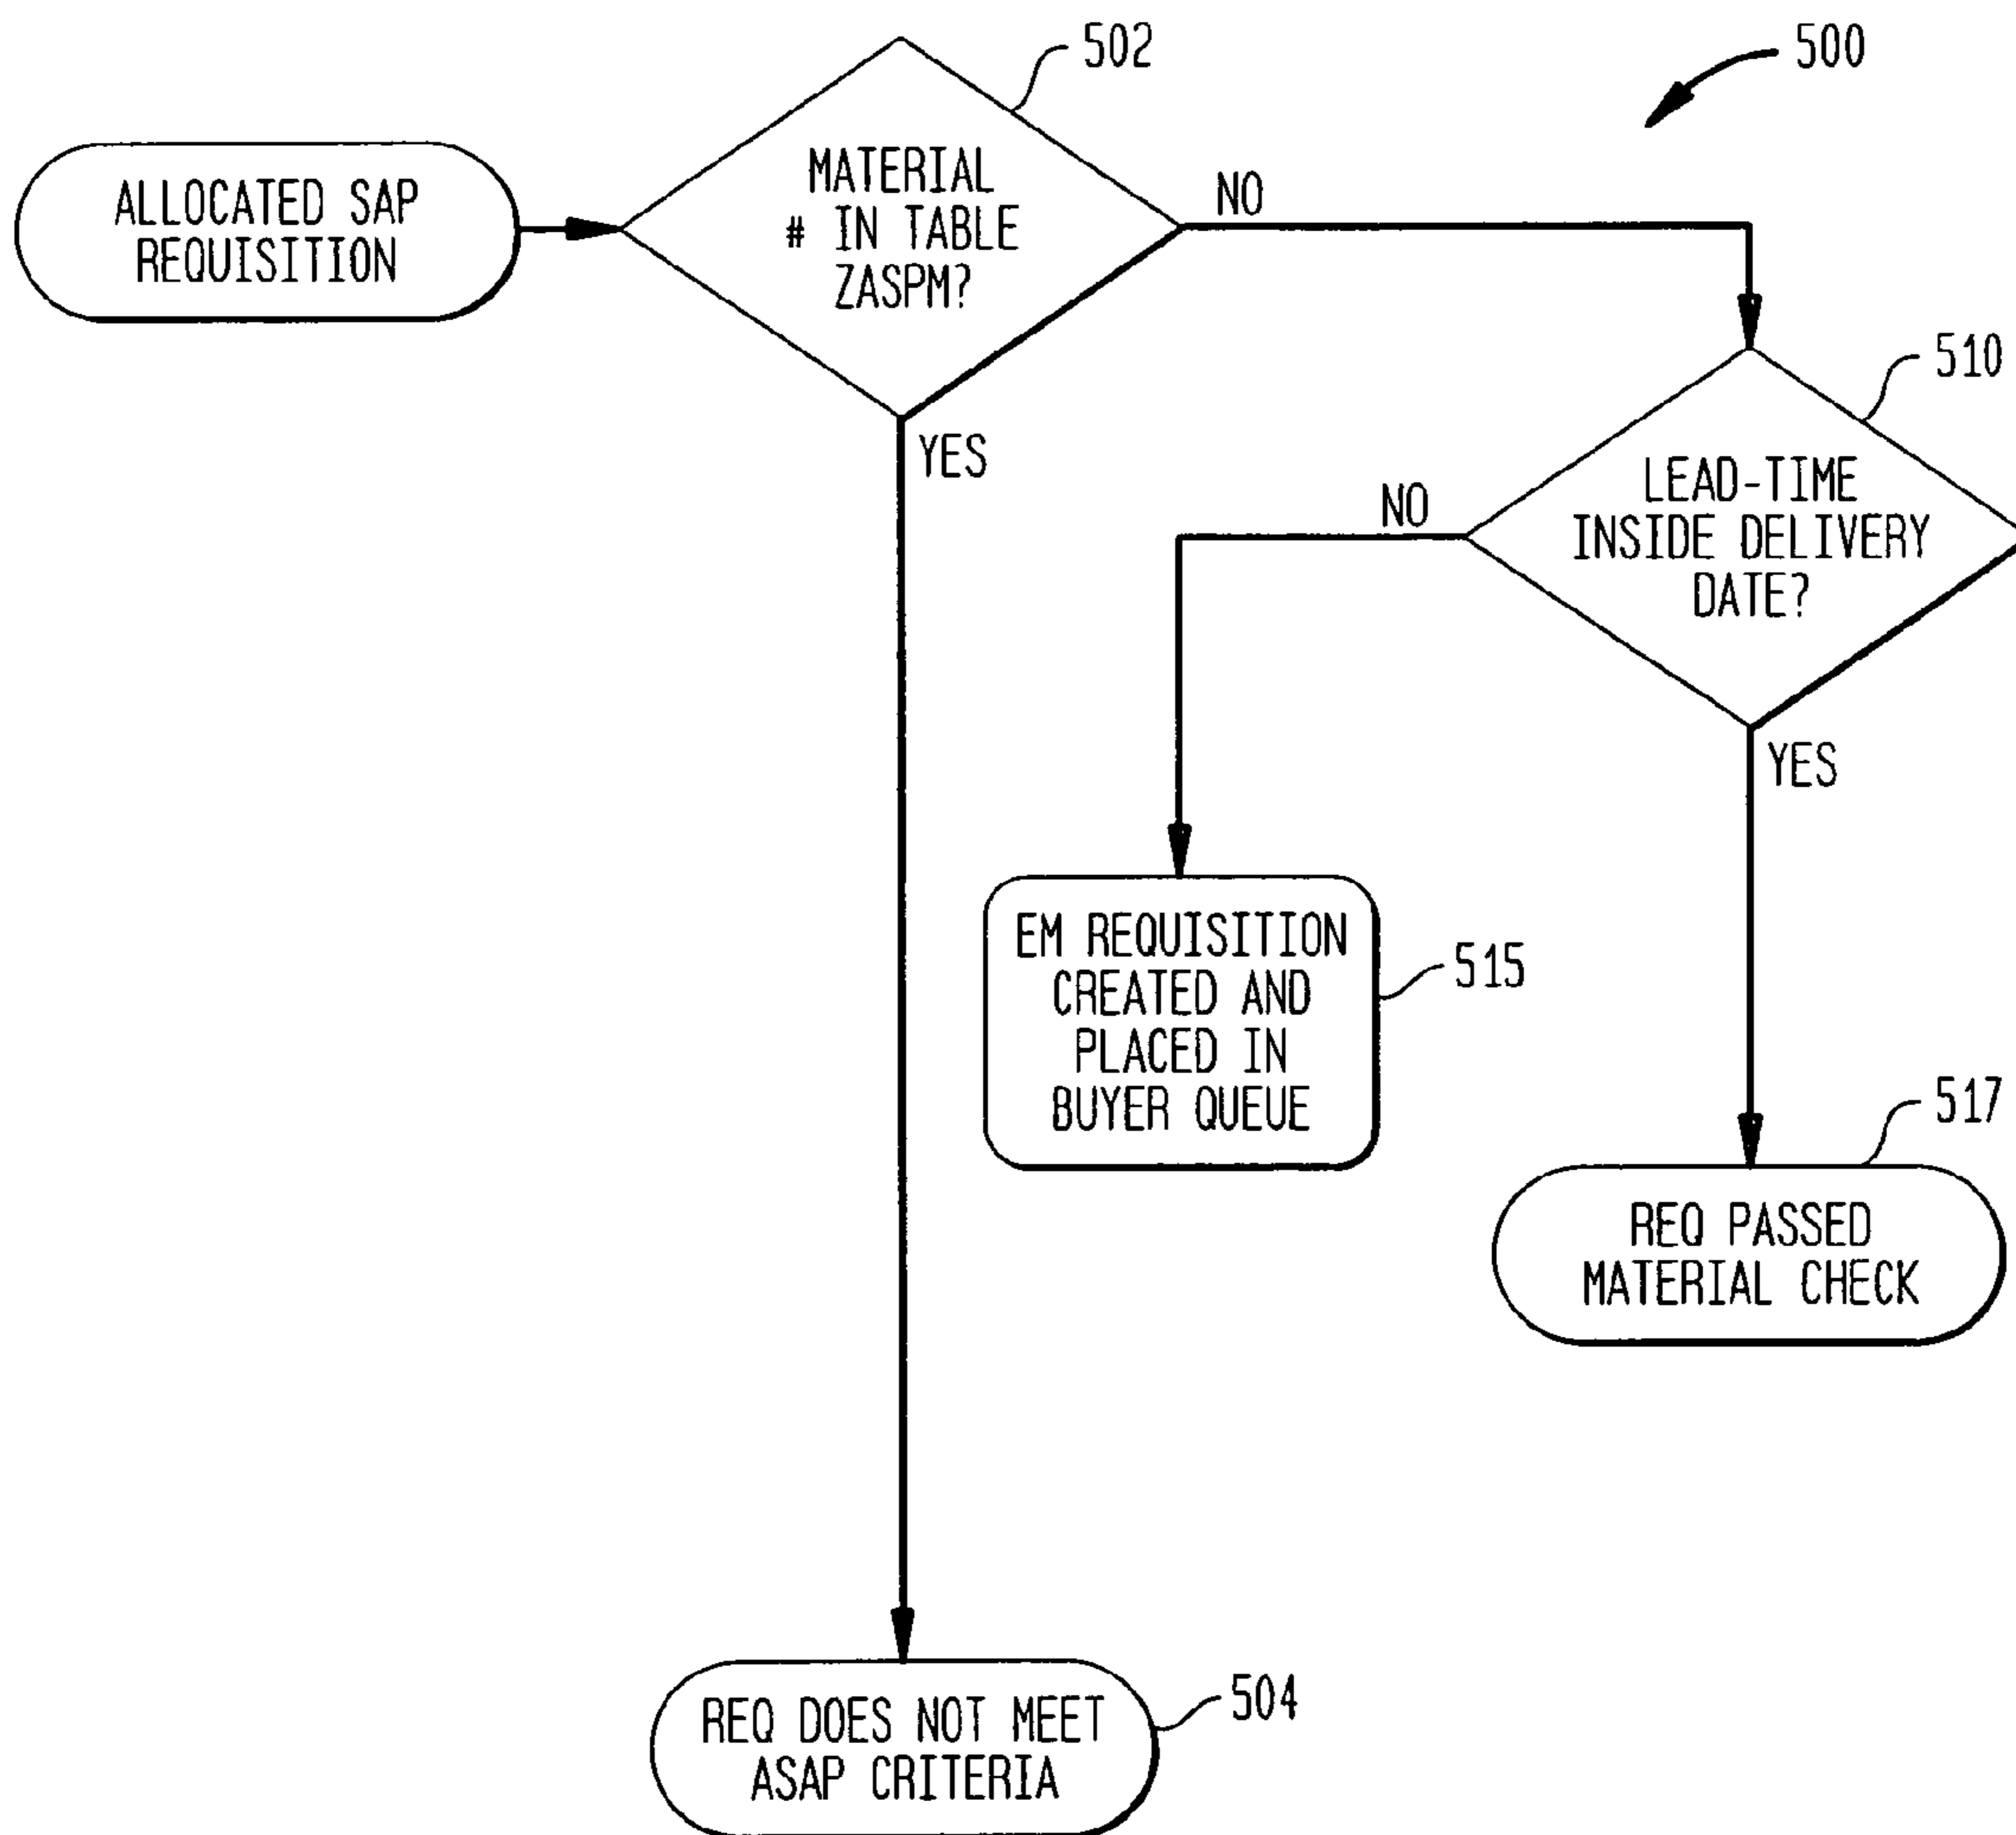 502
500
ALLOCATED SAP
REQUISITION
MATERIAL
# IN TABLE
ZASPM?
NO
YES
510
LEAD-TIME
INSIDE DELIVERY
DATE?
NO
YES
EM REQUISITION
CREATED AND
PLACED IN
BUYER QUEUE
515
517
REQ PASSED
MATERIAL CHECK
504
REQ DOES NOT MEET
ASAP CRITERIA